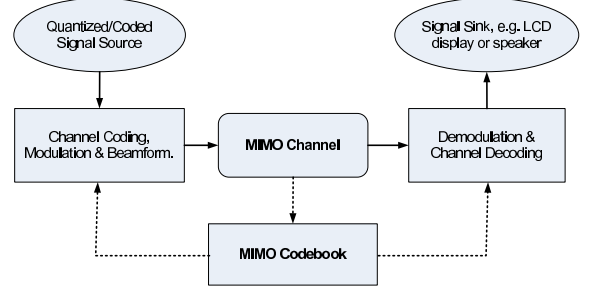 Quantized/Coded
Signal Source
Signal Sink, e.g. LCD
display or speaker
Channel Coding,
Modulation & Beamform.
MIMO Channel
Demodulation &
Channel Decoding
MIMO Codebook